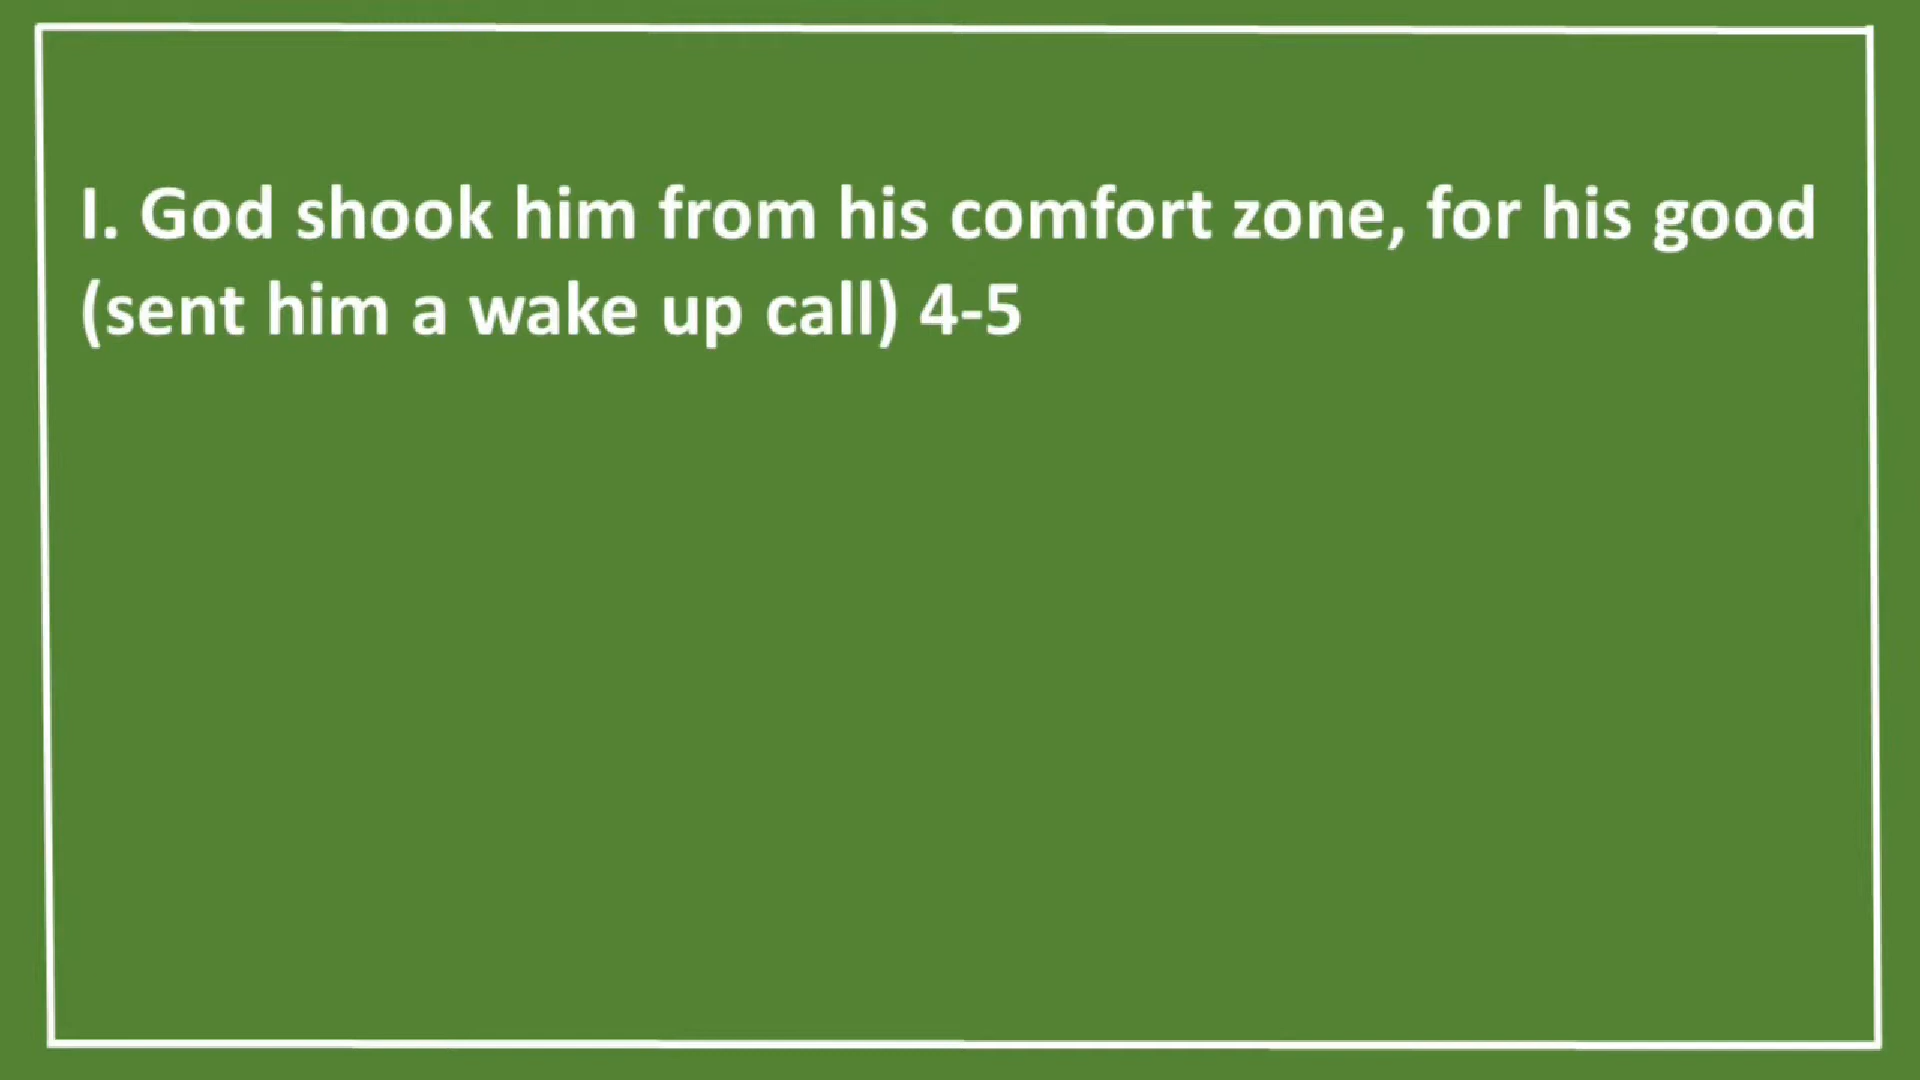 I. God shook him from his comfort zone, for his good
(sent him a wake up call) 4-5